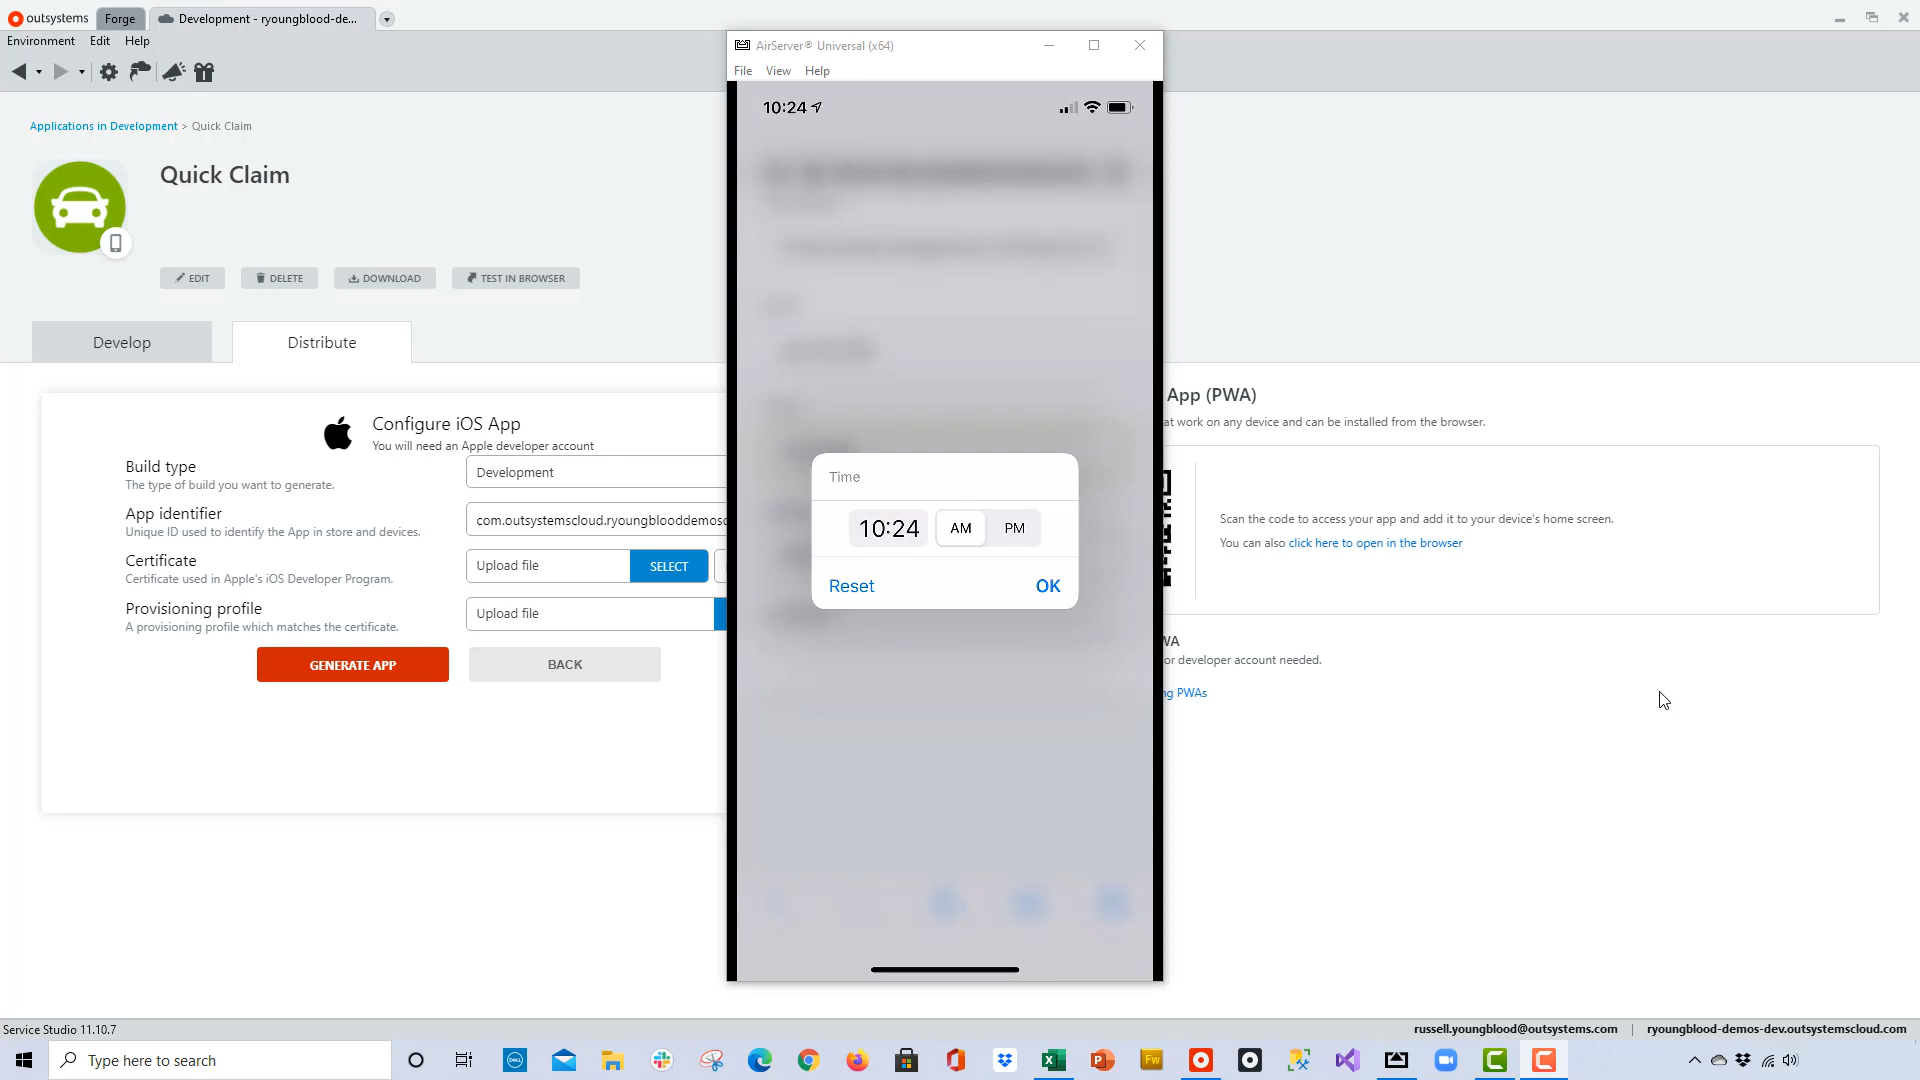 outsystems
Forge
Development - ryoungblood-de...
Environment Edit Help
Applications in Development > Quick Claim
Quick Claim
EDIT
DELETE
DOWNLOAD
TEST IN BROWSER
Develop
Distribute
Configure iOS App
You will need an Apple developer account
Build type
The type of build you want to generate.
Development
App identifier
Unique ID used to identify the App in store and devices.
com.outsystemscloud.ryoungblooddemosd
Certificate
Certificate used in Apple's iOS Developer Program.
Upload file
SELECT
Provisioning profile
A provisioning profile which matches the certificate.
Upload file
GENERATE APP
BACK
AirServer® Universal (x64)
File View Help
10:24
Time
10:24 AM PM
Reset OK
App (PWA)
at work on any device and can be installed from the browser.
Scan the code to access your app and add it to your device's home screen.
You can also click here to open in the browser
WA
or developer account needed.
ng PWAs
Service Studio 11.10.7
russell.youngblood@outsystems.com
ryoungblood-demos-dev.outsystemscloud.com
Type here to search
DELL
Fw